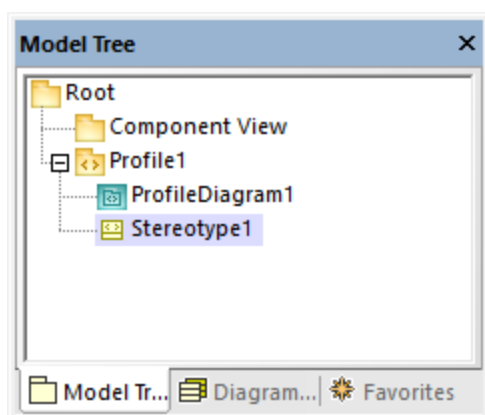 Model Tree
Root
Component View
Profile1
ProfileDiagram1
Stereotype1
Model Tr... Diagram... Favorites